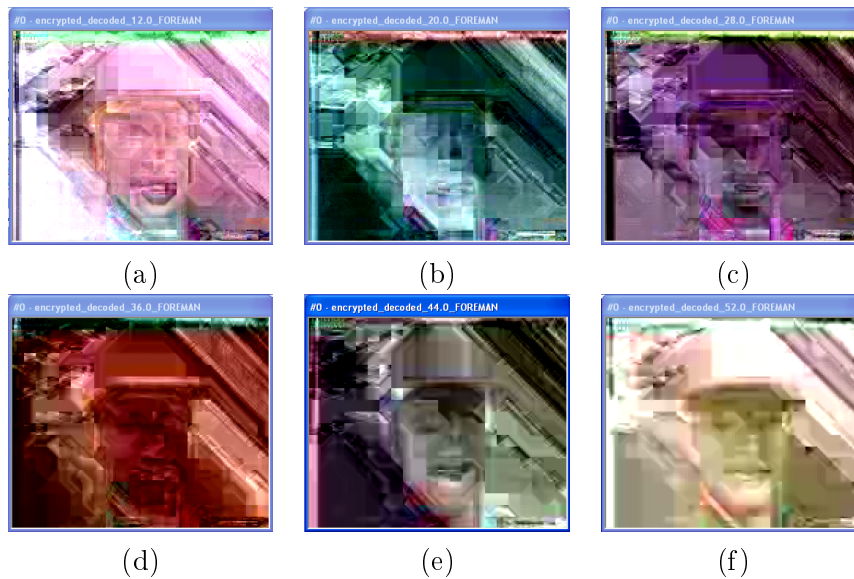 #0 - encrypted_decoded_12.0_FOREMAN
#0 - encrypted_decoded_20.0_FOREMAN
#0 - encrypted_decoded_28.0_FOREMAN
(a)
(b)
(c)
#0 - encrypted_decoded_36.0_FOREMAN
#0 - encrypted_decoded_44.0_FOREMAN
#0 - encrypted_decoded_52.0_FOREMAN
(d)
(e)
(f)